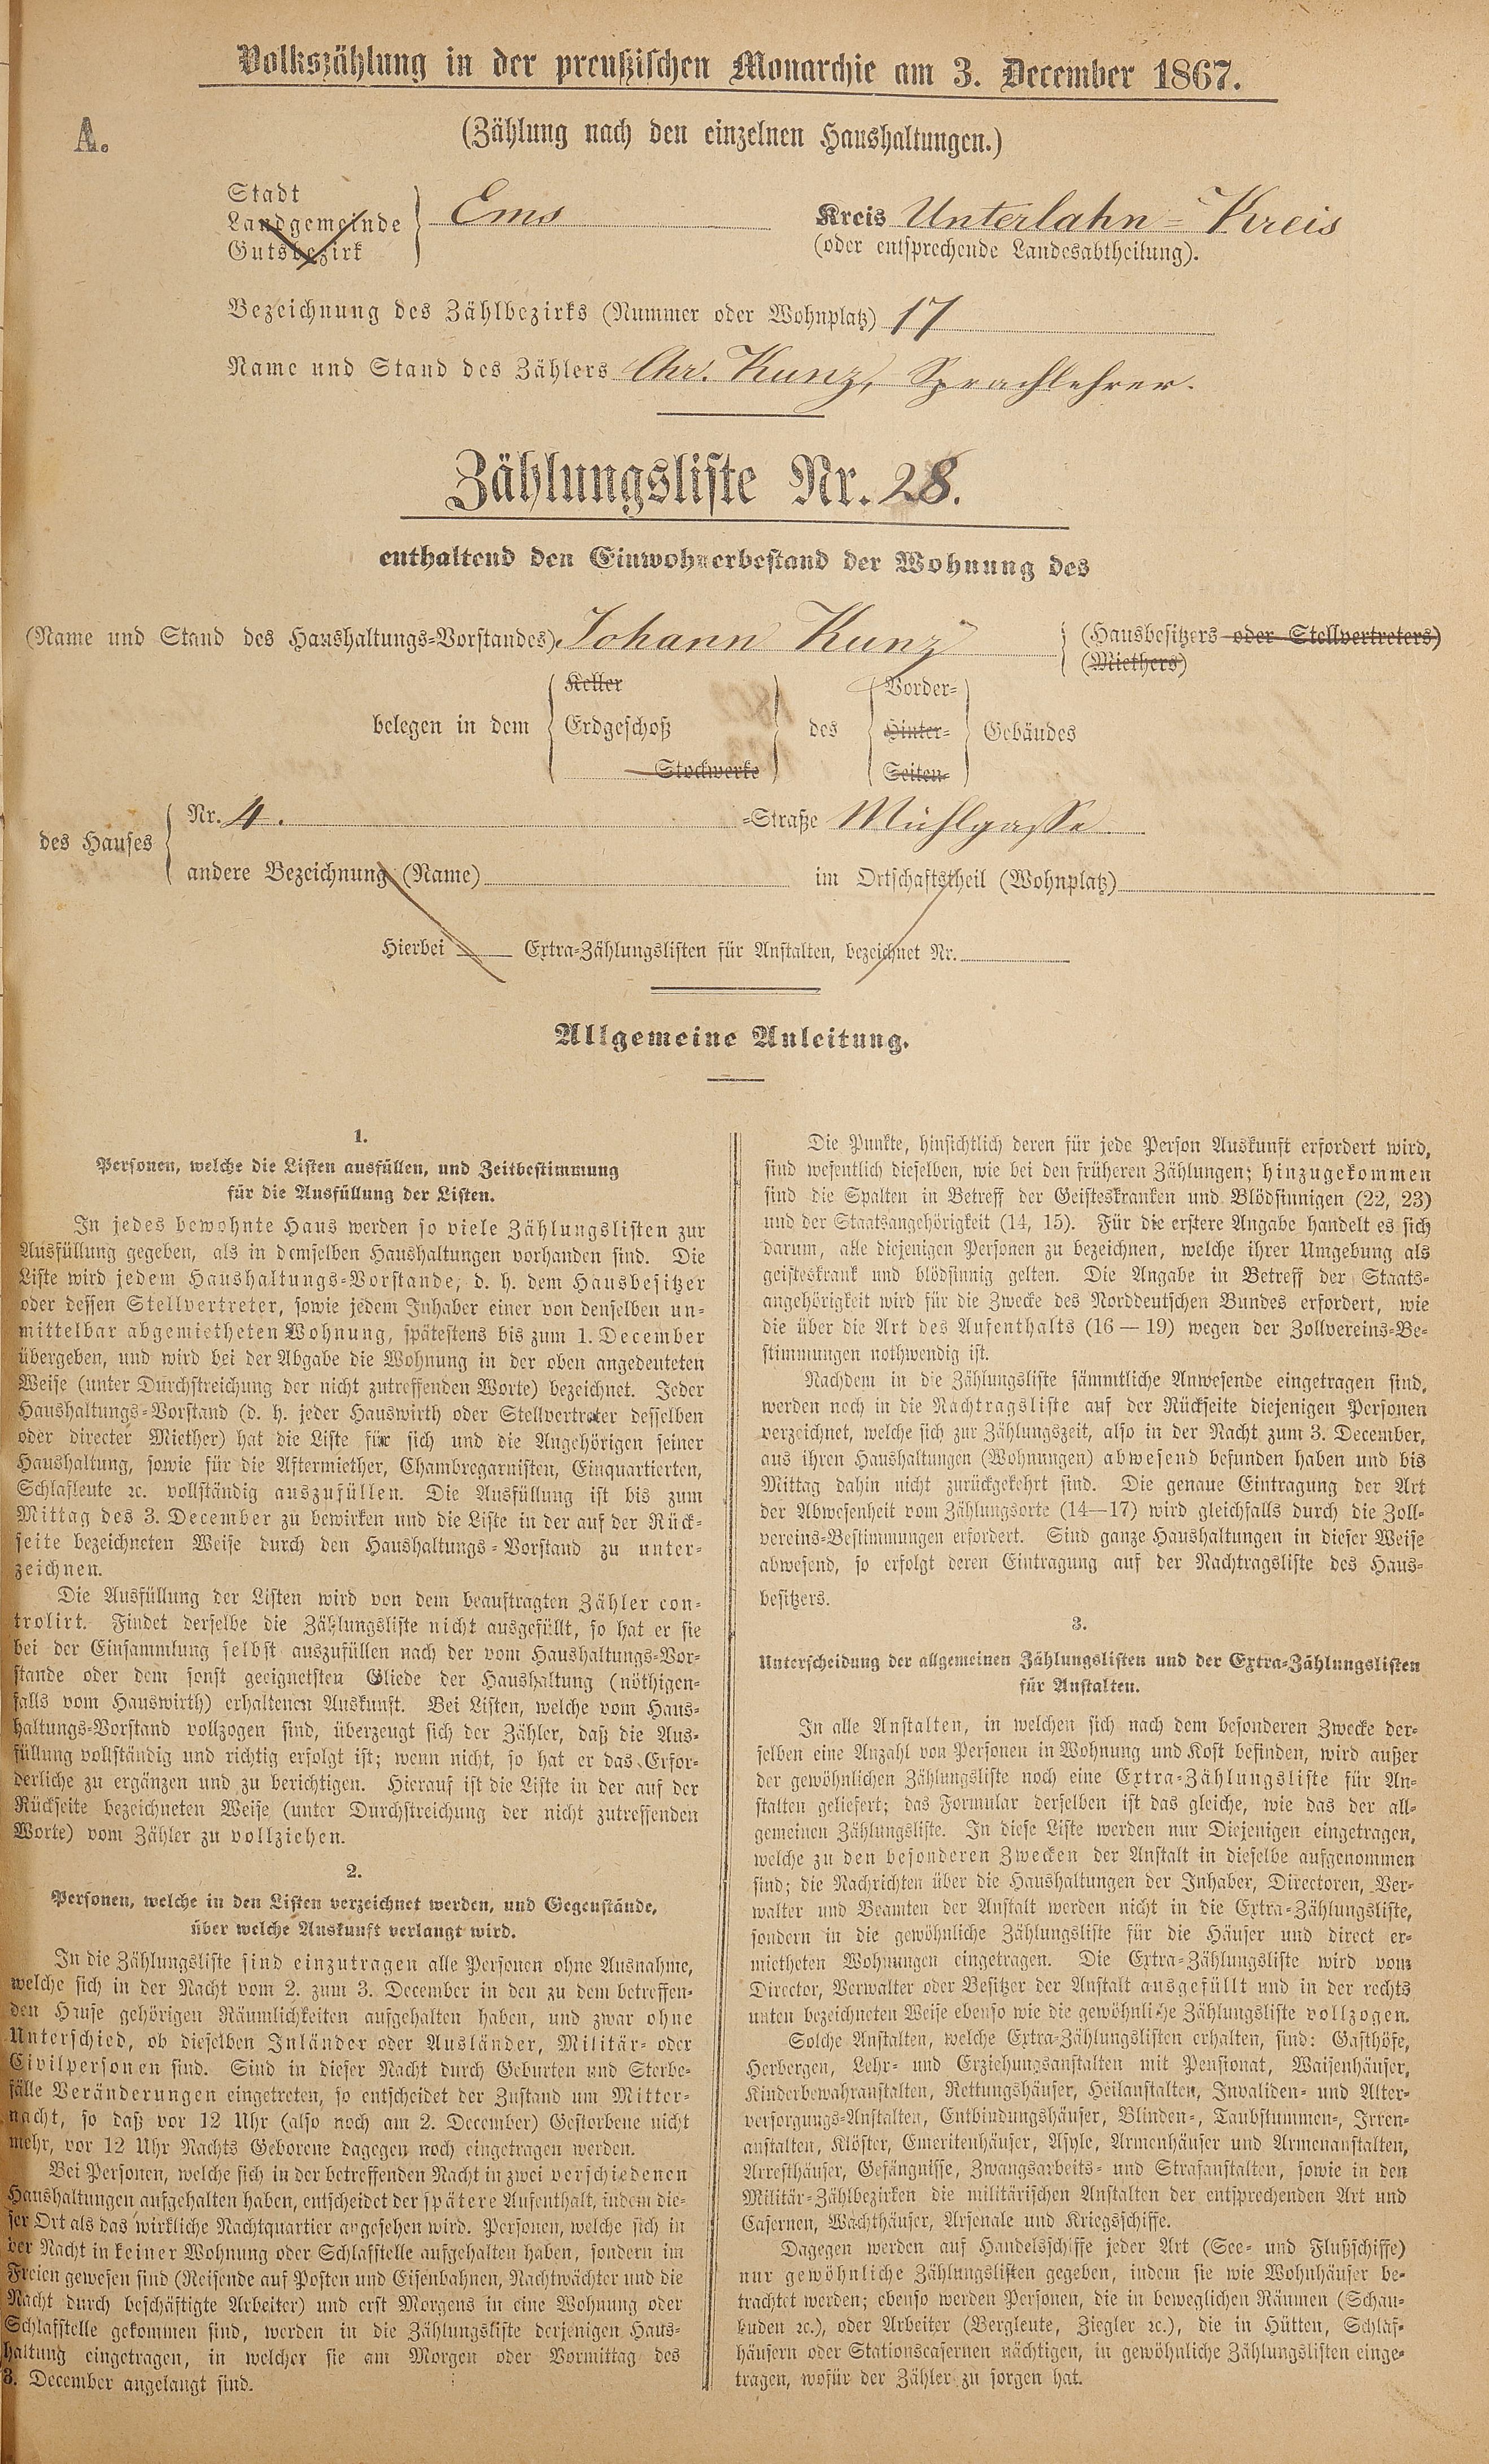 Volkszählung in der preußischen Monarchie am 3. December 1867.
A.
(Zählung nach den einzelnen Haushaltungen.)
Stadt
Landgemeinde
Gutsbezirk
Ems
Kreis Unterlahn-Kreis
(oder entsprechende Landesabtheilung).
Bezeichnung des Zählbezirks (Nummer oder Wohnplatz) 17
Name und Stand des Zählers Chr. Kunz, Sprachlehrer.
Zählungsliste Nr. 28.
enthaltend den Einwohnerbestand der Wohnung des
(Name und Stand des Haushaltungs-Vorstandes) Johann Kunz (Hausbesitzers oder Stellvertreters)
(Miethers)
belegen in dem
Keller
Erdgeschoß
Stockwerke
des
Vorder-
Hinter-
Seiten-
Gebäudes
des Hauses
Nr. 4. -Straße Mühlgasse
andere Bezeichnung (Name) im Ortschaftstheil (Wohnplatz)
Hierbei Extra-Zählungslisten für Anstalten, bezeichnet Nr.
Allgemeine Anleitung.
1.
Personen, welche die Listen ausfüllen, und Zeitbestimmung
für die Ausfüllung der Listen.
In jedes bewohnte Haus werden so viele Zählungslisten zur
Ausfüllung gegeben, als in demselben Haushaltungen vorhanden sind. Die
Liste wird jedem Haushaltungs-Vorstande, d. h. dem Hausbesitzer
oder dessen Stellvertreter, sowie jedem Inhaber einer von denselben un-
mittelbar abgemietheten Wohnung, spätestens bis zum 1. December
übergeben, und wird bei der Abgabe die Wohnung in der oben angedeuteten
Weise (unter Durchstreichung der nicht zutreffenden Worte) bezeichnet. Jeder
Haushaltungs-Vorstand (d. h. jeder Hauswirth oder Stellvertreter desselben
oder directer Miether) hat die Liste für sich und die Angehörigen seiner
Haushaltung, sowie für die Aftermiether, Chambregarnisten, Einquartierten,
Schlafleute ꝛc. vollständig auszufüllen. Die Ausfüllung ist bis zum
Mittag des 3. December zu bewirken und die Liste in der auf der Rück-
seite bezeichneten Weise durch den Haushaltungs-Vorstand zu unter-
zeichnen.
Die Ausfüllung der Listen wird von dem beauftragten Zähler con-
trolirt. Findet derselbe die Zählungsliste nicht ausgefüllt, so hat er sie
bei der Einsammlung selbst auszufüllen nach der vom Haushaltungs-Vor-
stande oder dem sonst geeignetsten Gliede der Haushaltung (nöthigen-
falls vom Hauswirth) erhaltenen Auskunft. Bei Listen, welche vom Haus-
haltungs-Vorstand vollzogen sind, überzeugt sich der Zähler, daß die Aus-
füllung vollständig und richtig erfolgt ist; wenn nicht, so hat er das Erfor-
derliche zu ergänzen und zu berichtigen. Hierauf ist die Liste in der auf der
Rückseite bezeichneten Weise (unter Durchstreichung der nicht zutreffenden
Worte) vom Zähler zu vollziehen.
2.
Personen, welche in den Listen verzeichnet werden, und Gegenstände,
über welche Auskunft verlangt wird.
In die Zählungsliste sind einzutragen alle Personen ohne Ausnahme,
welche sich in der Nacht vom 2. zum 3. December in den zu dem betreffen-
den Hause gehörigen Räumlichkeiten aufgehalten haben, und zwar ohne
Unterschied, ob dieselben Inländer oder Ausländer, Militär- oder
Civilpersonen sind. Sind in dieser Nacht durch Geburten und Sterbe-
fälle Veränderungen eingetreten, so entscheidet der Zustand um Mitter-
nacht, so daß vor 12 Uhr (also noch am 2. December) Gestorbene nicht
mehr, vor 12 Uhr Nachts Geborene dagegen noch eingetragen werden.
Bei Personen, welche sich in der betreffenden Nacht in zwei verschiedenen
Haushaltungen aufgehalten haben, entscheidet der spätere Aufenthalt, indem die-
ser Ort als das wirkliche Nachtquartier angesehen wird. Personen, welche sich in
der Nacht in keiner Wohnung oder Schlafstelle aufgehalten haben, sondern im
Freien gewesen sind (Reisende auf Posten und Eisenbahnen, Nachtwächter und die
Nacht durch beschäftigte Arbeiter) und erst Morgens in eine Wohnung oder
Schlafstelle gekommen sind, werden in die Zählungsliste derjenigen Haus-
haltung eingetragen, in welcher sie am Morgen oder Vormittag des
3. December angelangt sind.
Die Punkte, hinsichtlich deren für jede Person Auskunft erfordert wird,
sind wesentlich dieselben, wie bei den früheren Zählungen; hinzugekommen
sind die Spalten in Betreff der Geisteskranken und Blödsinnigen (22, 23)
und der Staatsangehörigkeit (14, 15). Für die erstere Angabe handelt es sich
darum, alle diejenigen Personen zu bezeichnen, welche ihrer Umgebung als
geisteskrank und blödsinnig gelten. Die Angabe in Betreff der Staats-
angehörigkeit wird für die Zwecke des Norddeutschen Bundes erfordert, wie
die über die Art des Aufenthalts (16 — 19) wegen der Zollvereins-Be-
stimmungen nothwendig ist.
Nachdem in die Zählungsliste sämmtliche Anwesende eingetragen sind,
werden noch in die Nachtragsliste auf der Rückseite diejenigen Personen
verzeichnet, welche sich zur Zählungszeit, also in der Nacht zum 3. December,
aus ihren Haushaltungen (Wohnungen) abwesend befunden haben und bis
Mittag dahin nicht zurückgekehrt sind. Die genaue Eintragung der Art
der Abwesenheit vom Zählungsorte (14—17) wird gleichfalls durch die Zoll-
vereins-Bestimmungen erfordert. Sind ganze Haushaltungen in dieser Weise
abwesend, so erfolgt deren Eintragung auf der Nachtragsliste des Haus-
besitzers.
3.
Unterscheidung der allgemeinen Zählungslisten und der Extra-Zählungslisten
für Anstalten.
In alle Anstalten, in welchen sich nach dem besonderen Zwecke der-
selben eine Anzahl von Personen in Wohnung und Kost befinden, wird außer
der gewöhnlichen Zählungsliste noch eine Extra-Zählungsliste für An-
stalten geliefert; das Formular derselben ist das gleiche, wie das der all-
gemeinen Zählungsliste. In diese Liste werden nur Diejenigen eingetragen,
welche zu den besonderen Zwecken der Anstalt in dieselbe aufgenommen
sind; die Nachrichten über die Haushaltungen der Inhaber, Directoren, Ver-
walter und Beamten der Anstalt werden nicht in die Extra-Zählungsliste,
sondern in die gewöhnliche Zählungsliste für die Häuser und direct er-
mietheten Wohnungen eingetragen. Die Extra-Zählungsliste wird vom
Director, Verwalter oder Besitzer der Anstalt ausgefüllt und in der rechts
unten bezeichneten Weise ebenso wie die gewöhnliche Zählungsliste vollzogen.
Solche Anstalten, welche Extra-Zählungslisten erhalten, sind: Gasthöfe,
Herbergen, Lehr- und Erziehungsanstalten mit Pensionat, Waisenhäuser,
Kinderbewahranstalten, Rettungshäuser, Heilanstalten, Invaliden- und Alter-
versorgungs-Anstalten, Entbindungshäuser, Blinden-, Taubstummen-, Irren-
anstalten, Klöster, Emeritenhäuser, Asyle, Armenhäuser und Armenanstalten,
Arresthäuser, Gefängnisse, Zwangsarbeits- und Strafanstalten, sowie in den
Militär-Zählbezirken die militärischen Anstalten der entsprechenden Art und
Casernen, Wachthäuser, Arsenale und Kriegsschiffe.
Dagegen werden auf Handelsschiffe jeder Art (See- und Flußschiffe)
nur gewöhnliche Zählungslisten gegeben, indem sie wie Wohnhäuser be-
trachtet werden; ebenso werden Personen, die in beweglichen Räumen (Schau-
buden ꝛc.), oder Arbeiter (Bergleute, Ziegler ꝛc.), die in Hütten, Schlaf-
häusern oder Stationscasernen nächtigen, in gewöhnliche Zählungslisten einge-
tragen, wofür der Zähler zu sorgen hat.